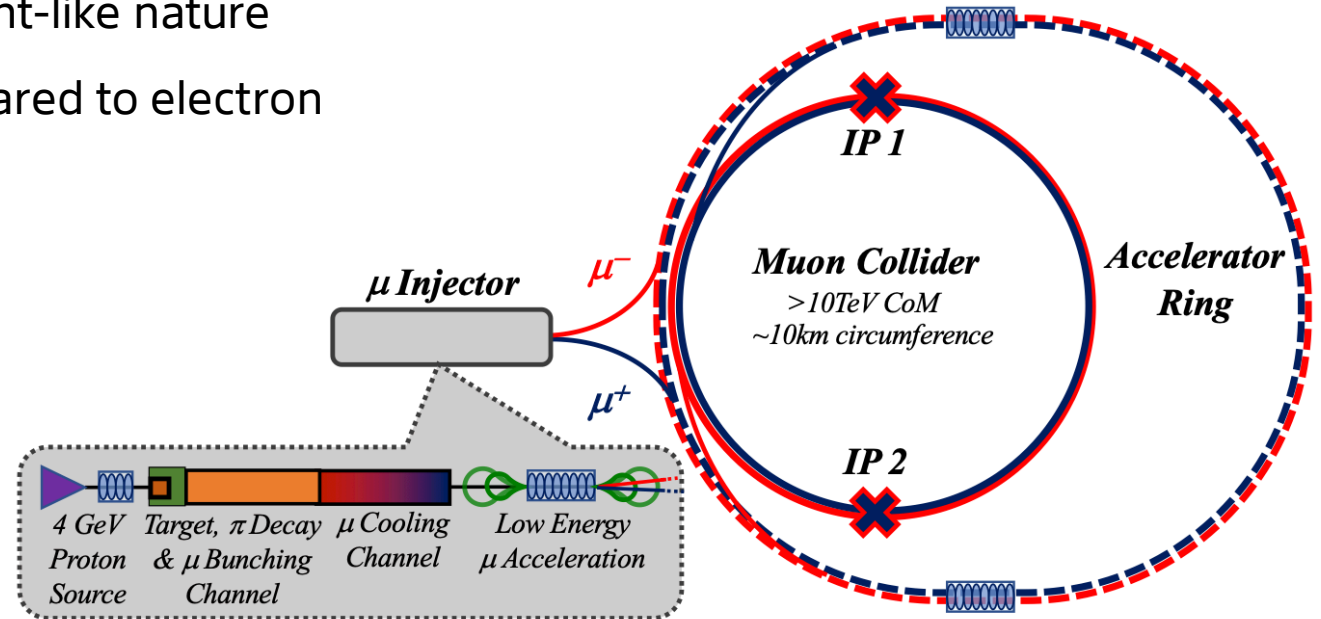 nt-like nature
ared to electron
IP 1
μ Injector
μ⁻
Muon Collider
>10TeV CoM
~10km circumference
Accelerator
Ring
μ⁺
IP 2
4 GeV
Proton
Source
Target, π Decay
& μ Bunching
Channel
μ Cooling
Channel
Low Energy
μ Acceleration